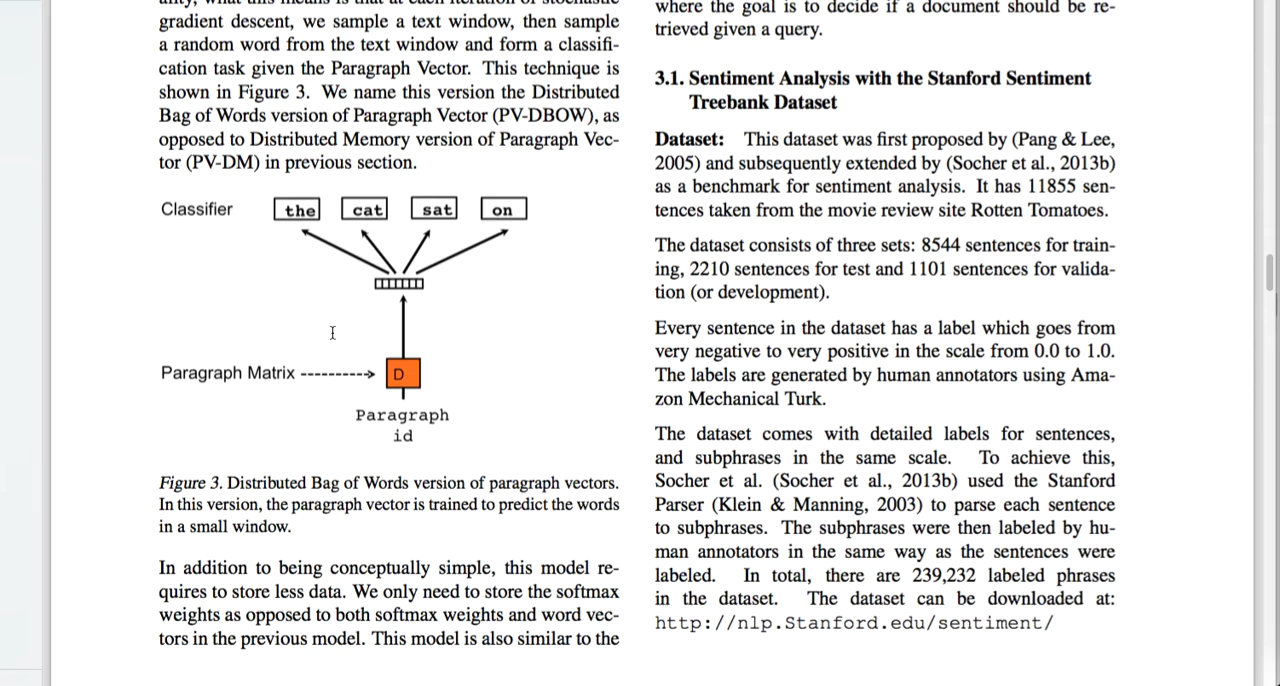 gradient descent, we sample a text window, then sample
a random word from the text window and form a classifi-
cation task given the Paragraph Vector. This technique is
shown in Figure 3. We name this version the Distributed
Bag of Words version of Paragraph Vector (PV-DBOW), as
opposed to Distributed Memory version of Paragraph Vec-
tor (PV-DM) in previous section.
Classifier the cat sat on
Paragraph Matrix D
Paragraph
id
Figure 3. Distributed Bag of Words version of paragraph vectors.
In this version, the paragraph vector is trained to predict the words
in a small window.
In addition to being conceptually simple, this model re-
quires to store less data. We only need to store the softmax
weights as opposed to both softmax weights and word vec-
tors in the previous model. This model is also similar to the
where the goal is to decide if a document should be re-
trieved given a query.
3.1. Sentiment Analysis with the Stanford Sentiment
Treebank Dataset
Dataset: This dataset was first proposed by (Pang & Lee,
2005) and subsequently extended by (Socher et al., 2013b)
as a benchmark for sentiment analysis. It has 11855 sen-
tences taken from the movie review site Rotten Tomatoes.
The dataset consists of three sets: 8544 sentences for train-
ing, 2210 sentences for test and 1101 sentences for valida-
tion (or development).
Every sentence in the dataset has a label which goes from
very negative to very positive in the scale from 0.0 to 1.0.
The labels are generated by human annotators using Ama-
zon Mechanical Turk.
The dataset comes with detailed labels for sentences,
and subphrases in the same scale. To achieve this,
Socher et al. (Socher et al., 2013b) used the Stanford
Parser (Klein & Manning, 2003) to parse each sentence
to subphrases. The subphrases were then labeled by hu-
man annotators in the same way as the sentences were
labeled. In total, there are 239,232 labeled phrases
in the dataset. The dataset can be downloaded at:
http://nlp.Stanford.edu/sentiment/